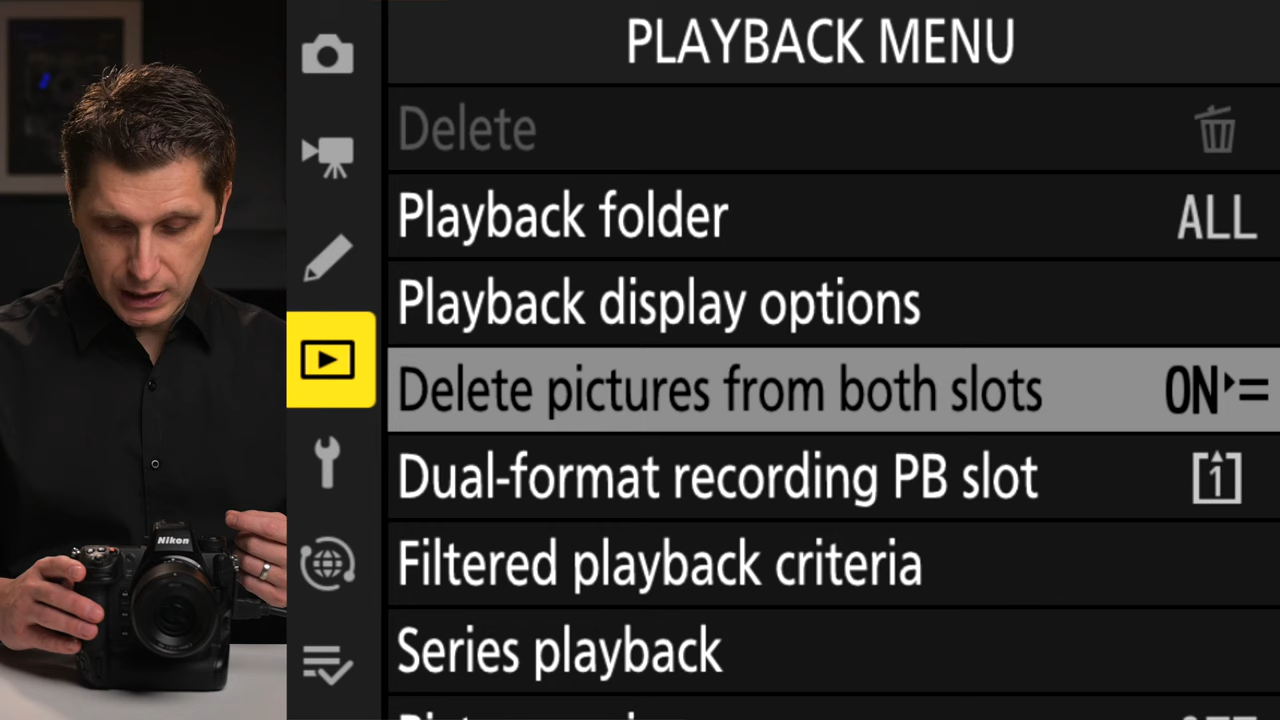 PLAYBACK MENU
Delete
Playback folder ALL
Playback display options
Delete pictures from both slots ON
Dual-format recording PB slot 1
Filtered playback criteria
Series playback
Nikon